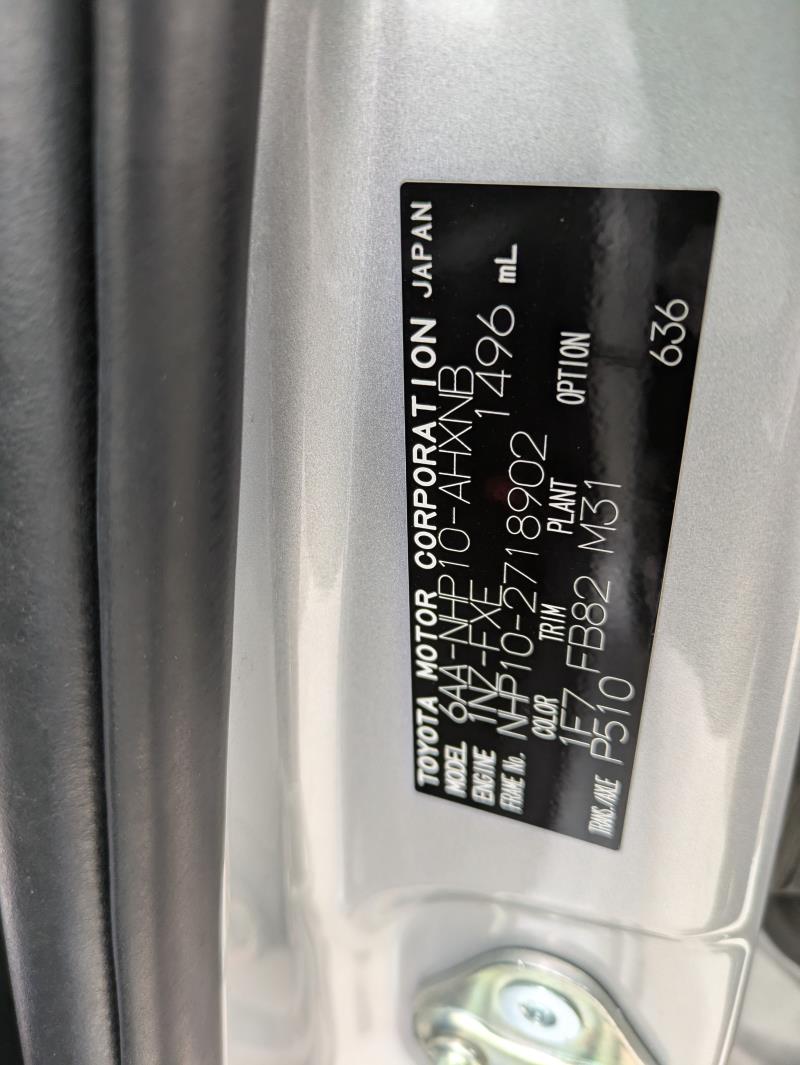 TOYOTA MOTOR CORPORATION JAPAN
MODEL 6AA-NHP10-AHXNB
ENGINE 1NZ-FXE 1496 mL
FRAME No. NHP10-2718902
COLOR TRIM PLANT OPTION
1F7 FB82 M31
TRANS./AXLE P510 636